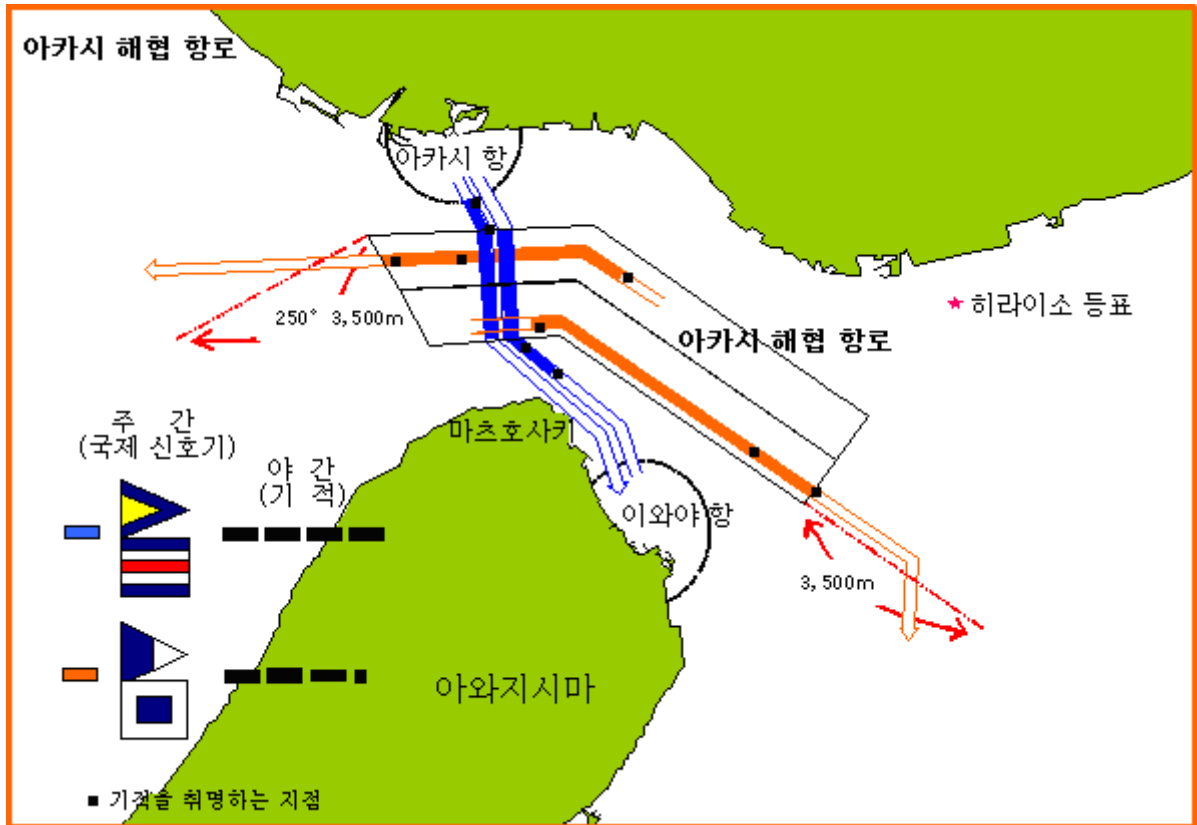 아카시 해협 항로
아카시 항
250° 3,500m
히라이소 등표
아카시 해협 항로
마츠호사키
주 간
(국제 신호기)
야 간
(기 적)
이와야 항
3,500m
아와지시마
기적을 취명하는 지점